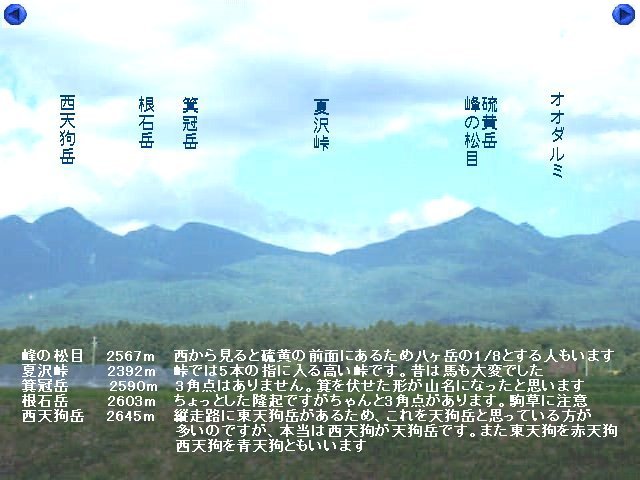 西天狗岳
根石岳
箕冠岳
夏沢峠
硫黄岳
峰の松目
オオダルミ
峰の松目 2567m 西から見ると硫黄の前面にあるため八ヶ岳の1/8とする人もいます
夏沢峠 2392m 峠では5本の指に入る高い峠です。昔は馬も大変でした
箕冠岳 2590m 3角点はありません。箕を伏せた形が山名になったと思います
根石岳 2603m ちょっとした隆起ですがちゃんと3角点があります。駒草に注意
西天狗岳 2645m 縦走路に東天狗岳があるため、これを天狗岳と思っている方が
多いのですが、本当は西天狗が天狗岳です。また東天狗を赤天狗
西天狗を青天狗ともいいます